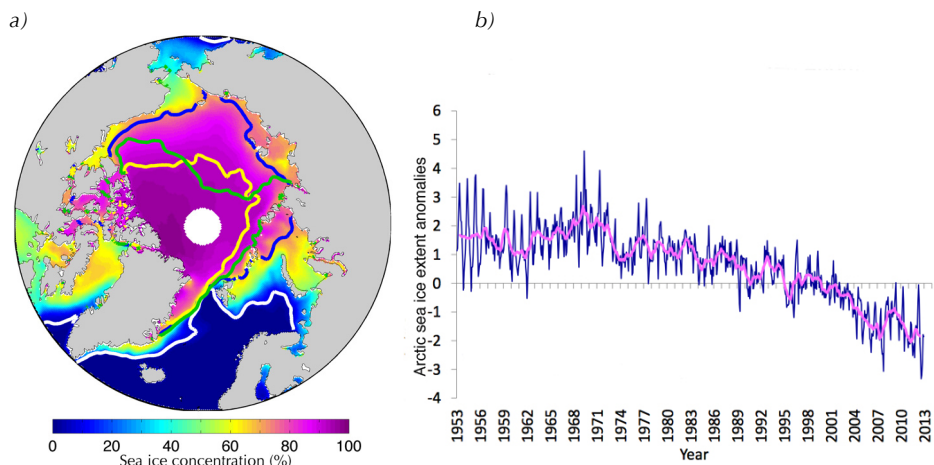 a)
b)
0 20 40 60 80 100
Sea ice concentration (%)
Arctic sea ice extent anomalies
6
5
4
3
2
1
0
-1
-2
-3
-4
1953 1956 1959 1962 1965 1968 1971 1974 1977 1980 1983 1986 1989 1992 1995 1998 2001 2004 2007 2010 2013
Year